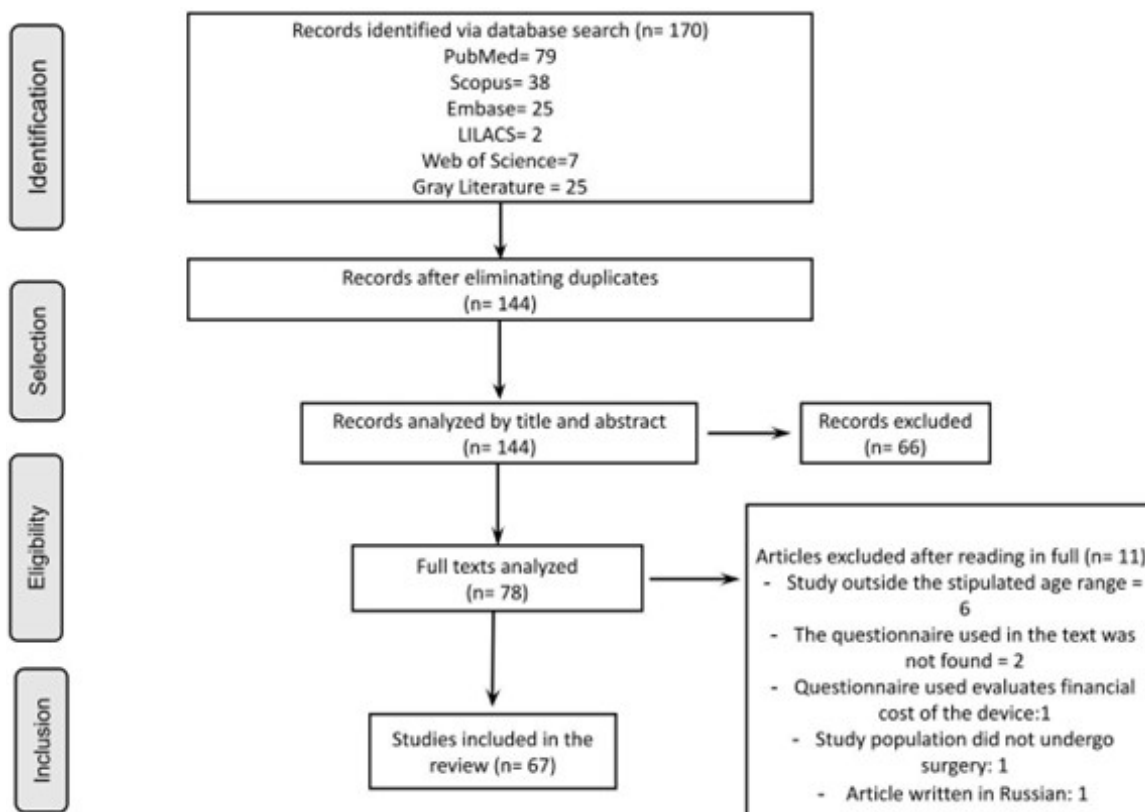 Identification
Records identified via database search (n= 170)
PubMed= 79
Scopus= 38
Embase= 25
LILACS= 2
Web of Science=7
Gray Literature = 25
Selection
Records after eliminating duplicates
(n= 144)
Records analyzed by title and abstract
(n= 144)
Records excluded
(n= 66)
Eligibility
Full texts analyzed
(n= 78)
Articles excluded after reading in full (n= 11)
- Study outside the stipulated age range =
6
- The questionnaire used in the text was
not found = 2
- Questionnaire used evaluates financial
cost of the device:1
- Study population did not undergo
surgery: 1
- Article written in Russian: 1
Inclusion
Studies included in the
review (n= 67)